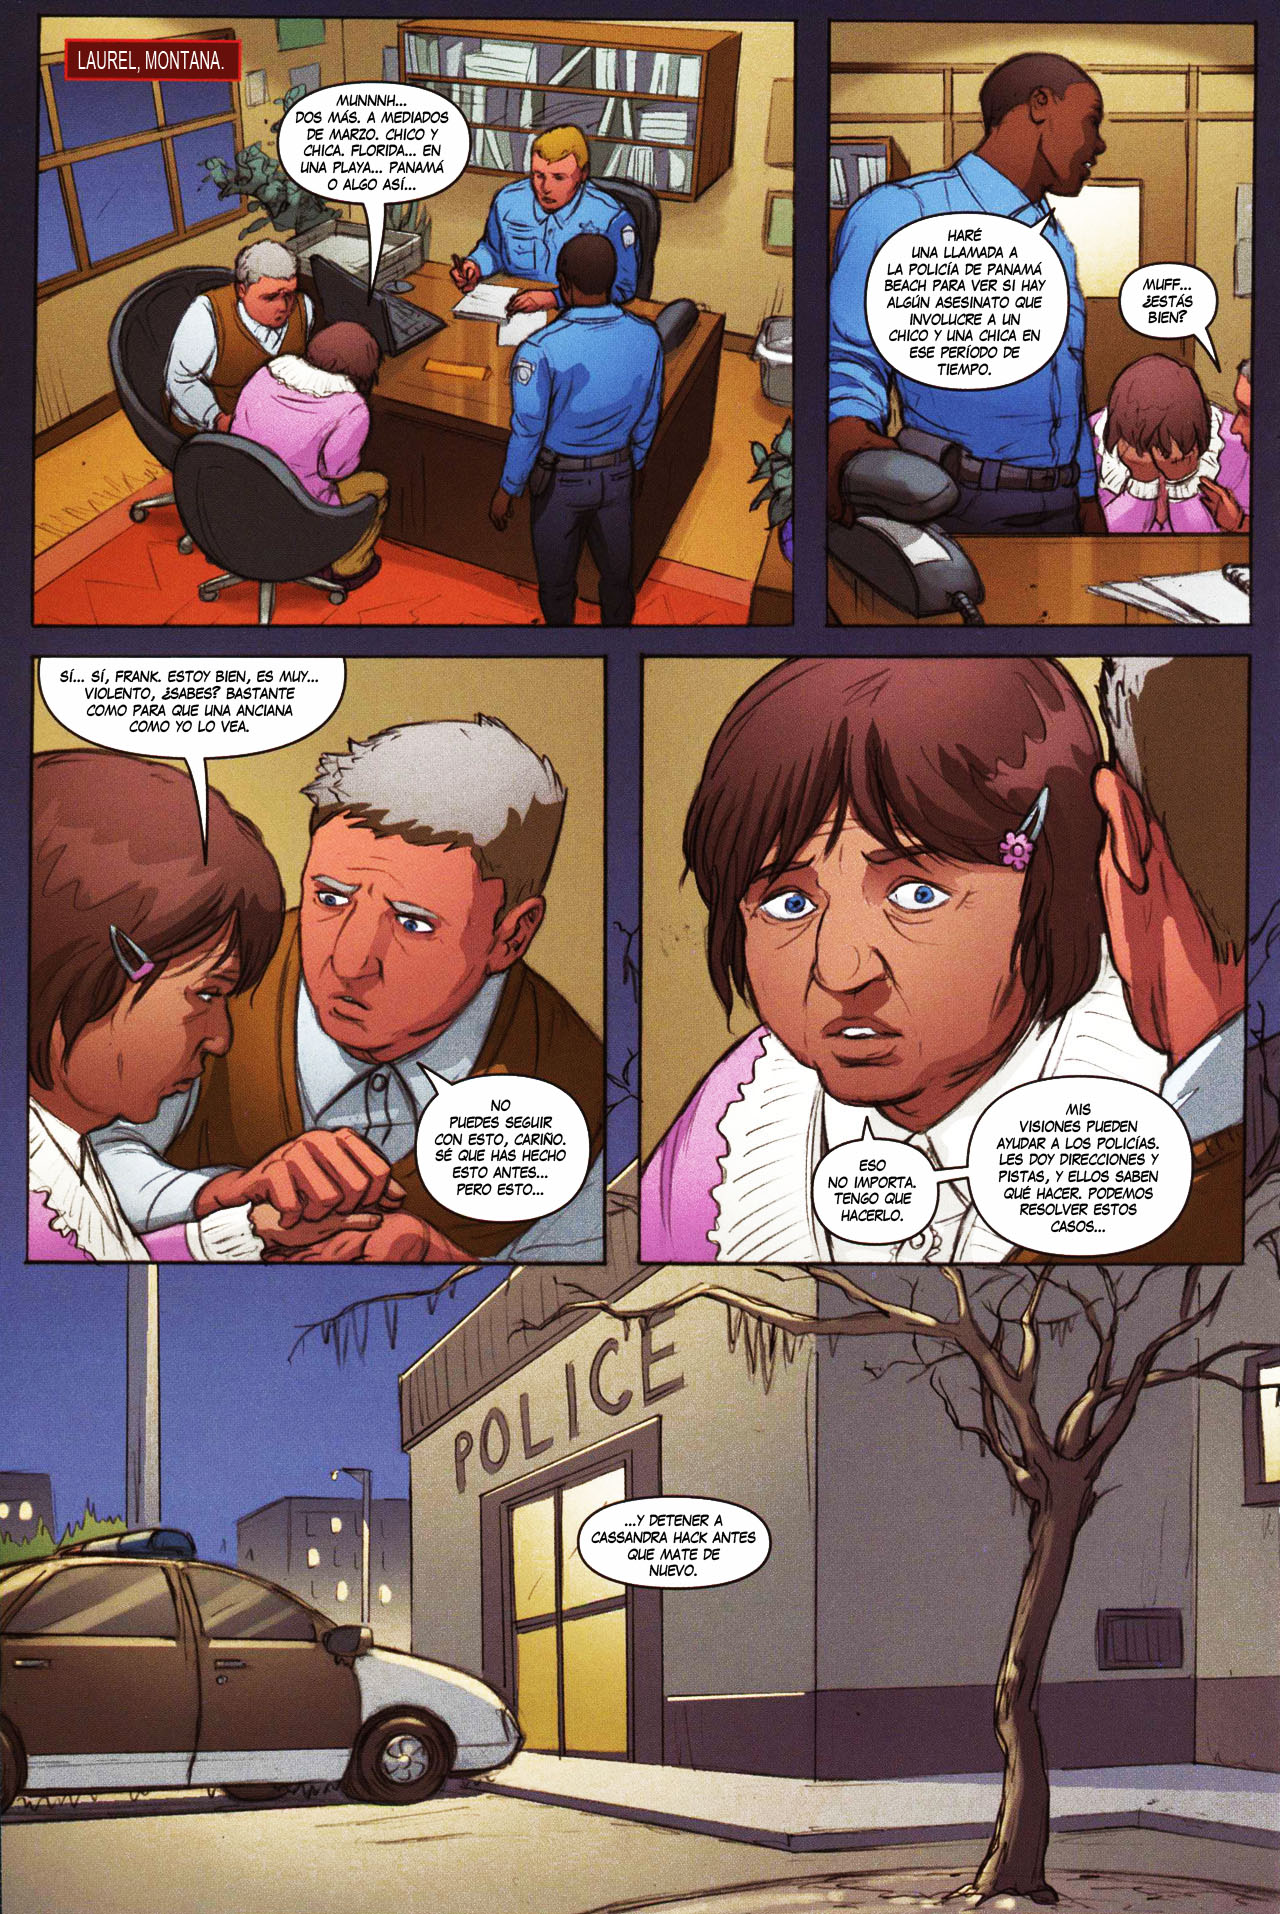 LAUREL, MONTANA.
MUNNNH...
DOS MÁS. A MEDIADOS
DE MARZO. CHICO Y
CHICA. FLORIDA... EN
UNA PLAYA... PANAMÁ
O ALGO ASÍ...
HARÉ
UNA LLAMADA A
LA POLICÍA DE PANAMÁ
BEACH PARA VER SI HAY
ALGÚN ASESINATO QUE
INVOLUCRE A UN
CHICO Y UNA CHICA EN
ESE PERÍODO DE
TIEMPO.
MUFF...
¿ESTÁS
BIEN?
SÍ... SÍ, FRANK. ESTOY BIEN, ES MUY...
VIOLENTO, ¿SABES? BASTANTE
COMO PARA QUE UNA ANCIANA
COMO YO LO VEA.
NO
PUEDES SEGUIR
CON ESTO, CARIÑO.
SÉ QUE HAS HECHO
ESTO ANTES...
PERO ESTO...
ESO
NO IMPORTA.
TENGO QUE
HACERLO.
MIS
VISIONES PUEDEN
AYUDAR A LOS POLICÍAS.
LES DOY DIRECCIONES Y
PISTAS, Y ELLOS SABEN
QUÉ HACER. PODEMOS
RESOLVER ESTOS
CASOS...
POLICE
...Y DETENER A
CASSANDRA HACK ANTES
QUE MATE DE
NUEVO.